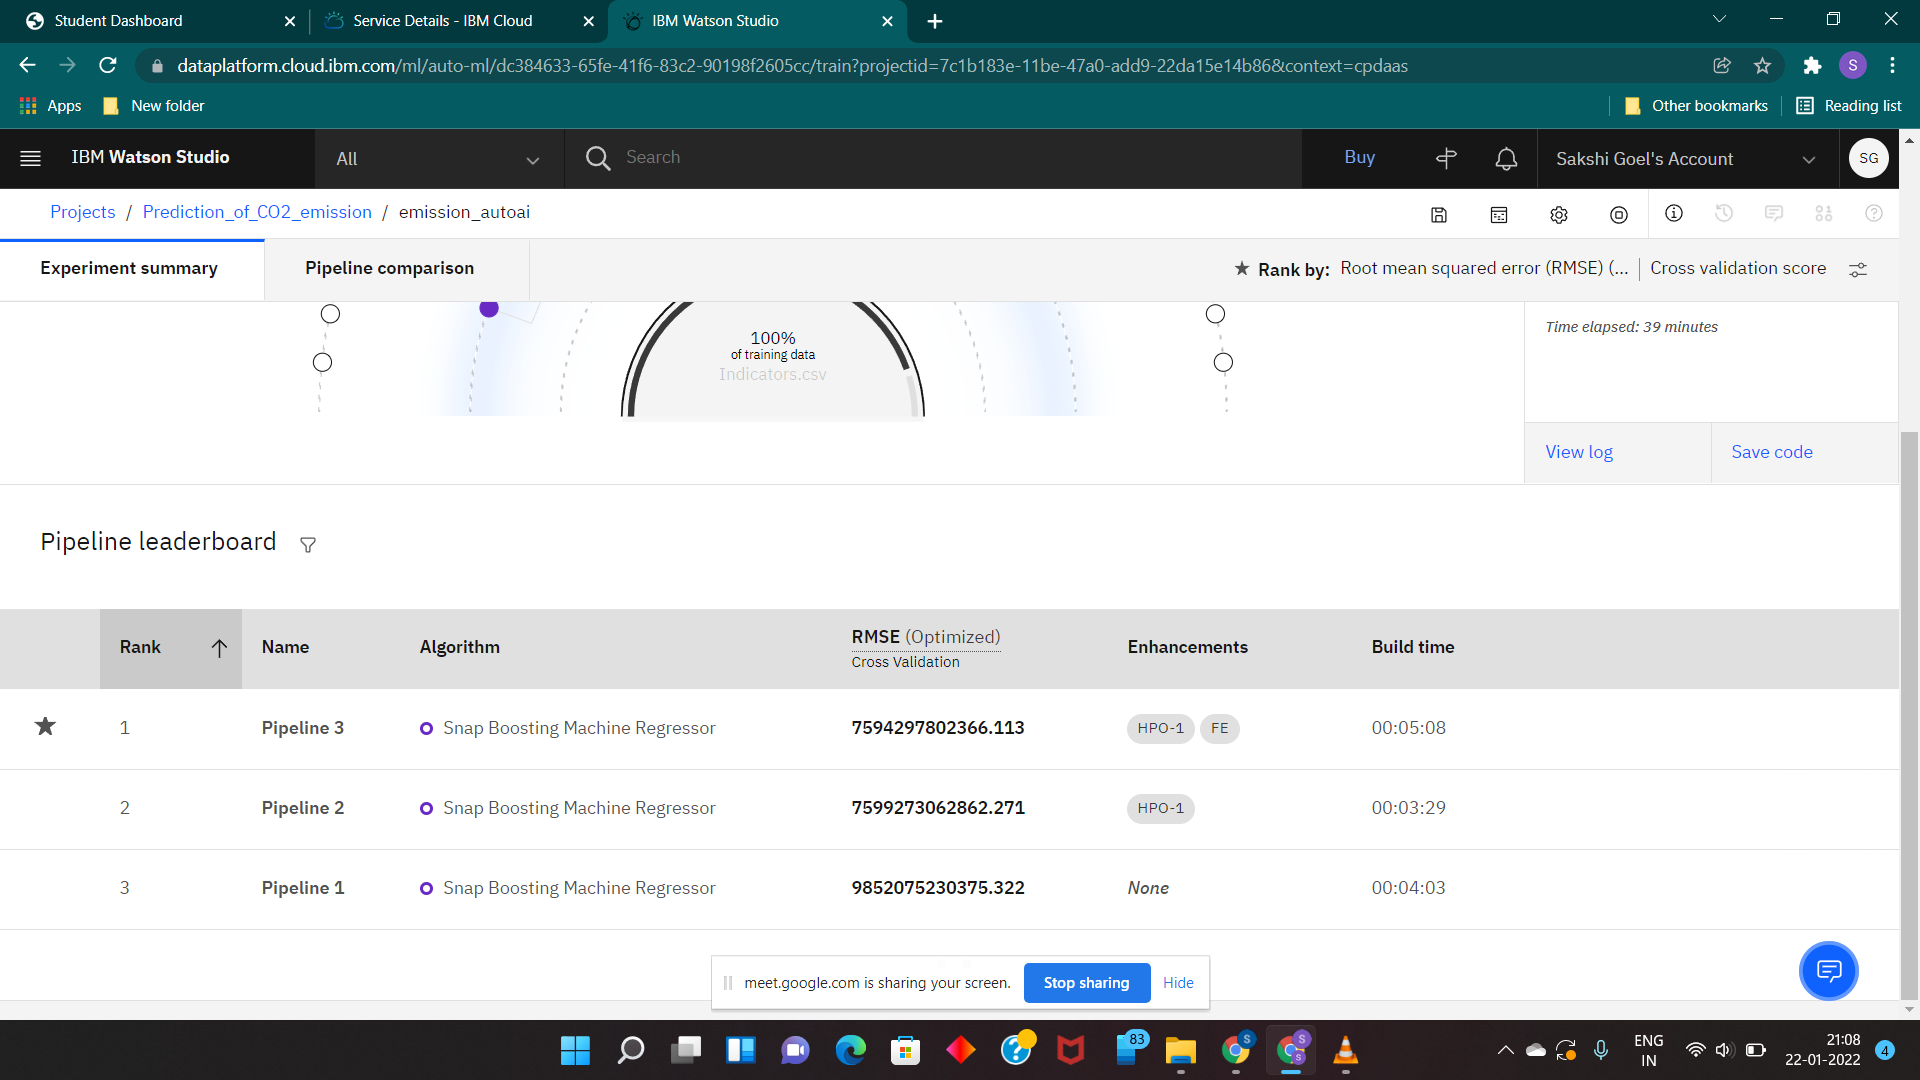 Student Dashboard
Service Details - IBM Cloud
IBM Watson Studio
dataplatform.cloud.ibm.com/ml/auto-ml/dc384633-65fe-41f6-83c2-90198f2605cc/train?projectid=7c1b183e-11be-47a0-add9-22da15e14b86&context=cpdaas
S
Apps
New folder
Other bookmarks
Reading list
IBM Watson Studio
All
Search
Buy
Sakshi Goel's Account
SG
Projects / Prediction_of_CO2_emission / emission_autoai
Experiment summary
Pipeline comparison
Rank by: Root mean squared error (RMSE) (... | Cross validation score
100%
of training data
Indicators.csv
Time elapsed: 39 minutes
View log
Save code
Pipeline leaderboard
Rank Name Algorithm RMSE (Optimized) Enhancements Build time
Cross Validation
1 Pipeline 3 Snap Boosting Machine Regressor 7594297802366.113 HPO-1 FE 00:05:08
2 Pipeline 2 Snap Boosting Machine Regressor 7599273062862.271 HPO-1 00:03:29
3 Pipeline 1 Snap Boosting Machine Regressor 9852075230375.322 None 00:04:03
meet.google.com is sharing your screen. Stop sharing Hide
83
S
S
S
ENG
IN
21:08
22-01-2022
4